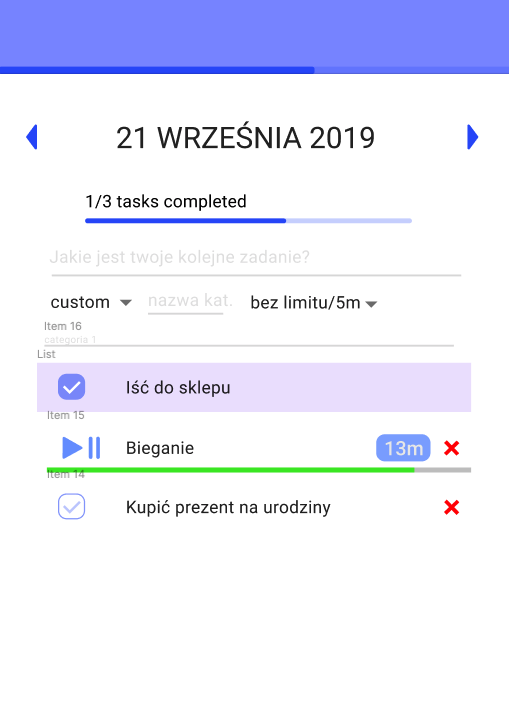 21 WRZEŚNIA 2019
1/3 tasks completed
Jakie jest twoje kolejne zadanie?
custom nazwa kat. bez limitu/5m
Item 16
categoria 1
List
Iść do sklepu
Item 15
Bieganie 13m
Item 14
Kupić prezent na urodziny